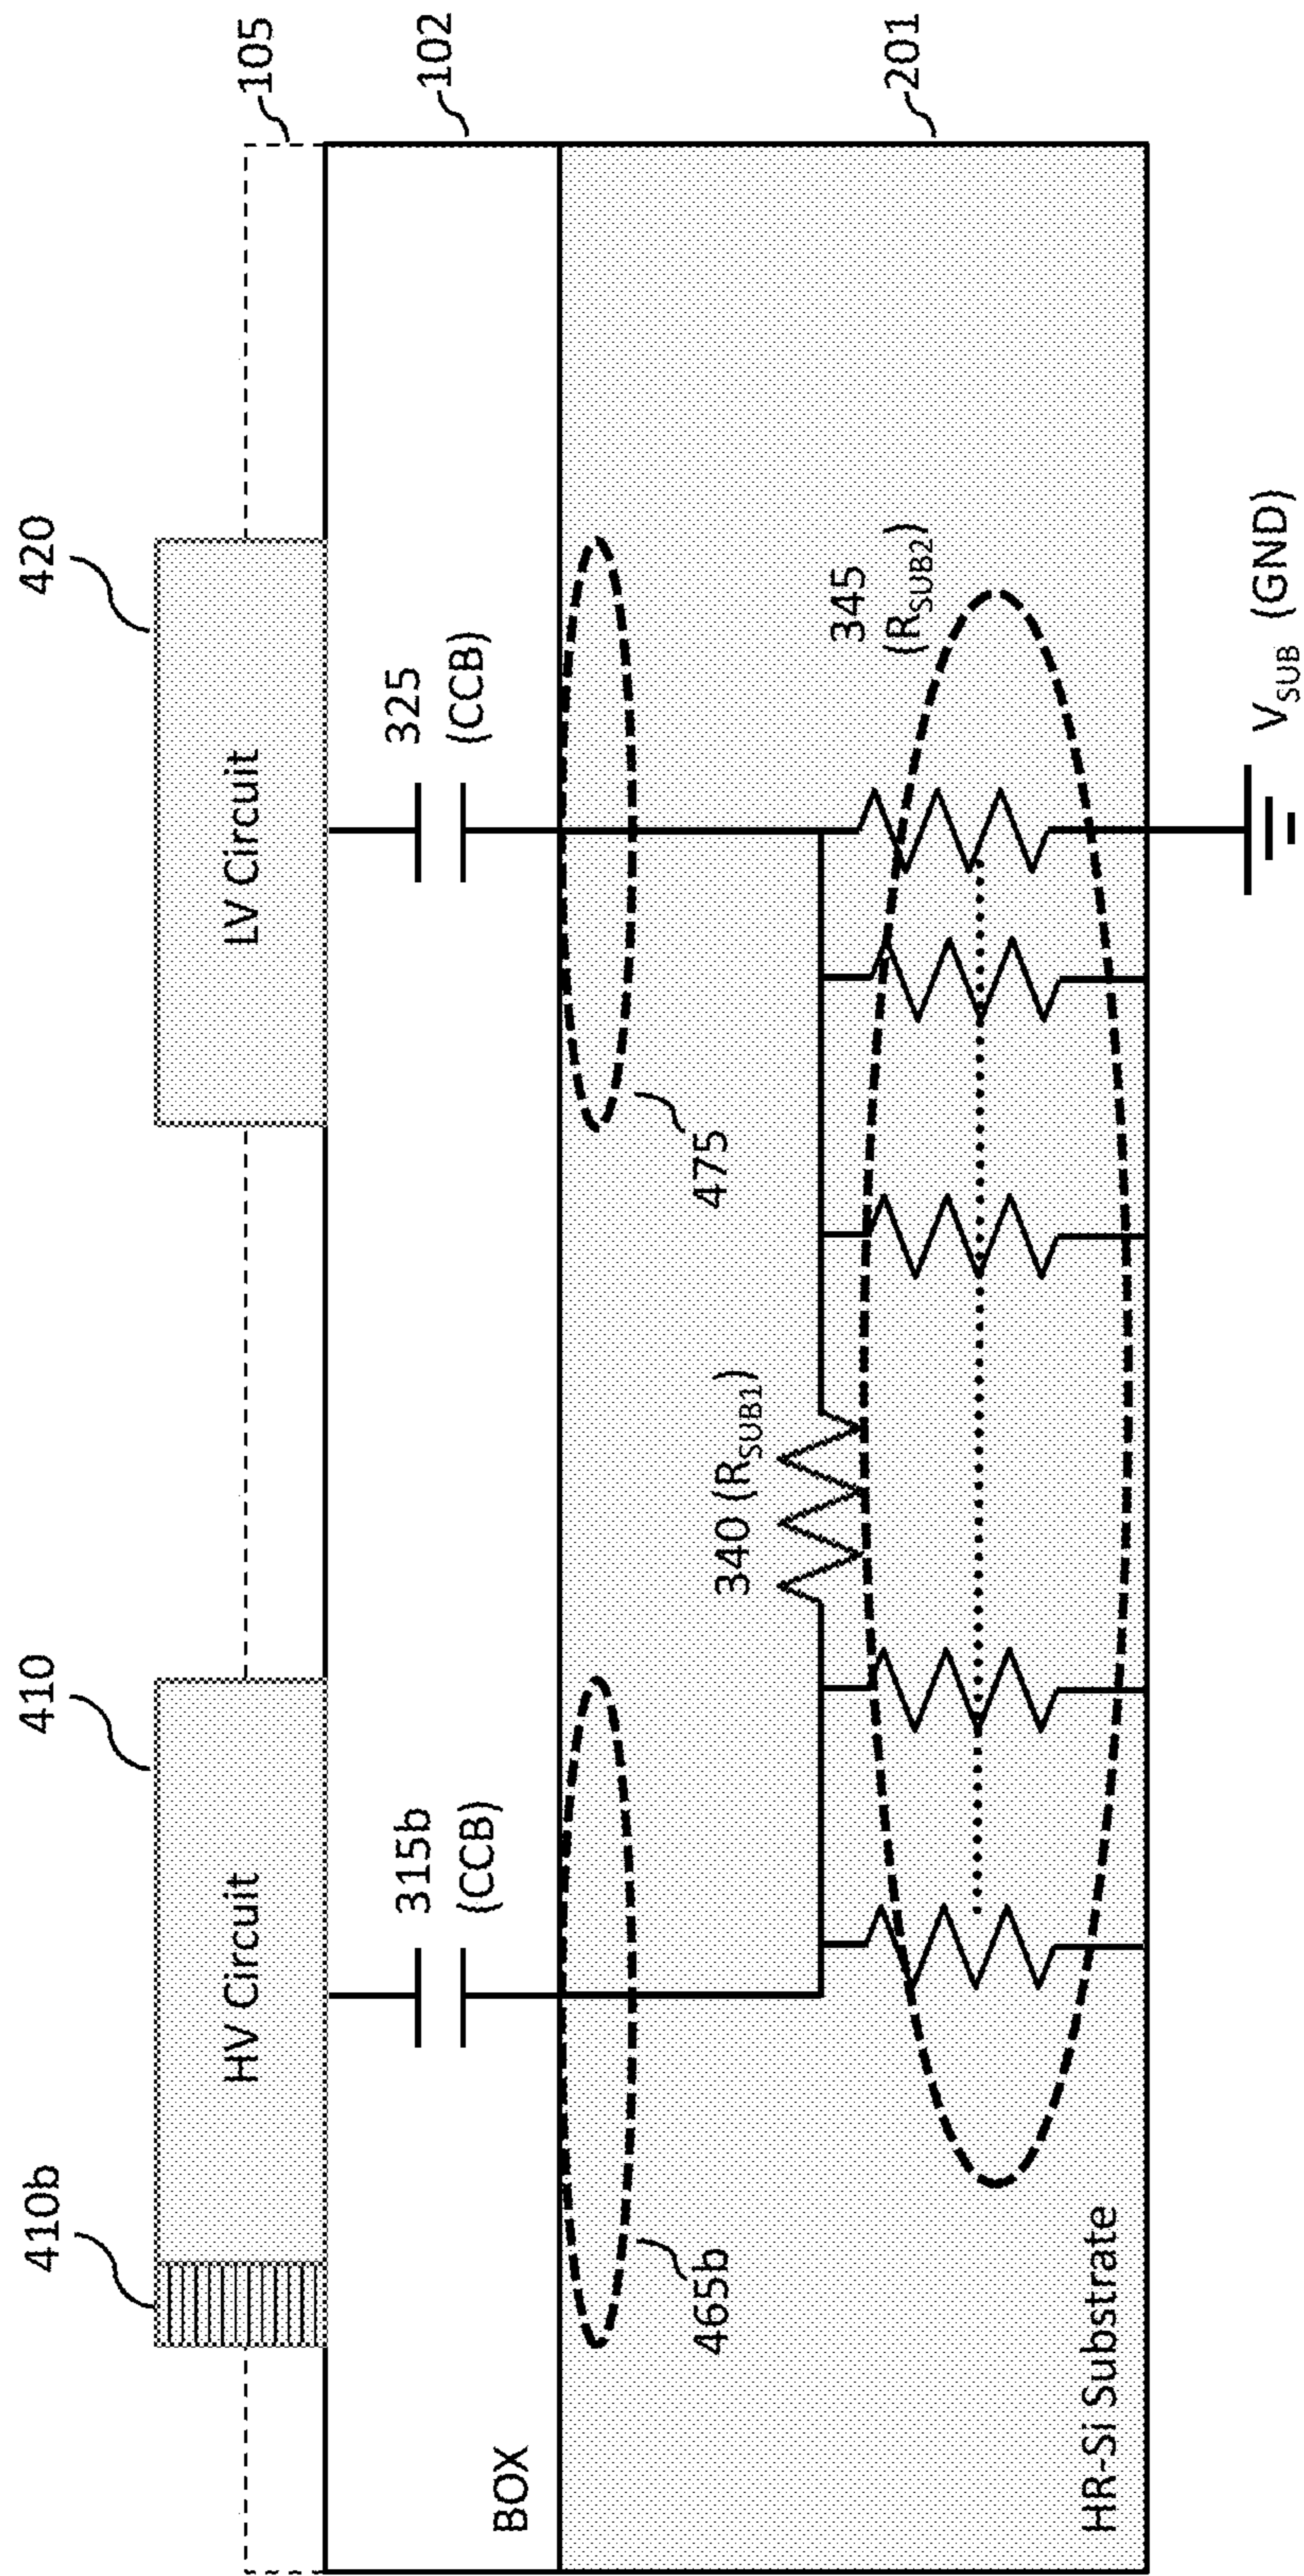 410b
410
420
HV Circuit
LV Circuit
105
315b
(CCB)
325
(CCB)
102
BOX
465b
475
340 (RSUB1)
345
(RSUB2)
201
HR-Si Substrate
VSUB (GND)